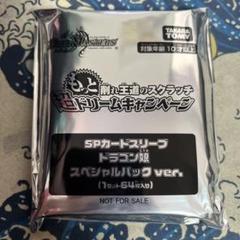 TAKARA TOMY
対象年齢 10才以上
もっと
削れ王道のスクラッチ
超ドリームキャンペーン
SPカードスリーブ
ドラゴン娘
スペシャルパック ver.
(1セット64枚入り)
NOT FOR SALE